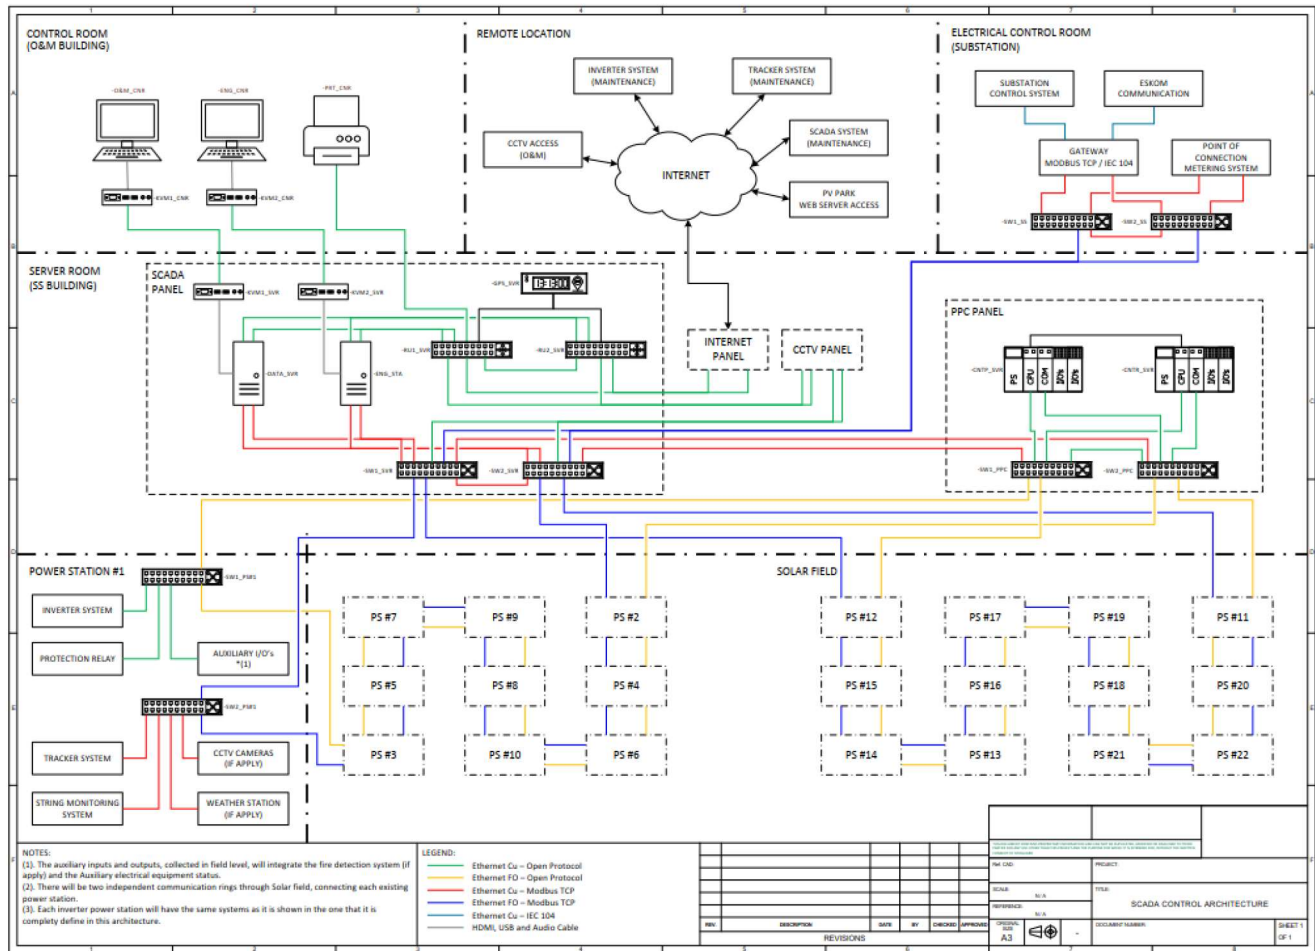 CONTROL ROOM
(O&M BUILDING)
-O&M_CNR
-ENG_CNR
-PRT_CNR
-KVM1_CNR
-KVM2_CNR
REMOTE LOCATION
INVERTER SYSTEM
(MAINTENANCE)
TRACKER SYSTEM
(MAINTENANCE)
CCTV ACCESS
(O&M)
SCADA SYSTEM
(MAINTENANCE)
INTERNET
PV PARK
WEB SERVER ACCESS
ELECTRICAL CONTROL ROOM
(SUBSTATION)
SUBSTATION
CONTROL SYSTEM
ESKOM
COMMUNICATION
GATEWAY
MODBUS TCP / IEC 104
POINT OF
CONNECTION
METERING SYSTEM
-SW1_SS
-SW2_SS
SERVER ROOM
(SS BUILDING)
SCADA
PANEL
-KVM1_SVR
-KVM2_SVR
-GPS_SVR
-RU1_SVR
-RU2_SVR
-DATA_SVR
-ENG_STA
-SW1_SVR
-SW2_SVR
INTERNET
PANEL
CCTV PANEL
PPC PANEL
-CNTP_SVR
PS
CPU
COM
I/O's
I/O's
-CNTR_SVR
PS
CPU
COM
I/O's
I/O's
-SW1_PPC
-SW2_PPC
POWER STATION #1
-SW1_PS#1
INVERTER SYSTEM
PROTECTION RELAY
AUXILIARY I/O's
*(1)
-SW2_PS#1
TRACKER SYSTEM
CCTV CAMERAS
(IF APPLY)
STRING MONITORING
SYSTEM
WEATHER STATION
(IF APPLY)
SOLAR FIELD
PS #7
PS #9
PS #2
PS #12
PS #17
PS #19
PS #11
PS #5
PS #8
PS #4
PS #15
PS #16
PS #18
PS #20
PS #3
PS #10
PS #6
PS #14
PS #13
PS #21
PS #22
NOTES:
(1). The auxiliary inputs and outputs, collected in field level, will integrate the fire detection system (if
apply) and the Auxiliary electrical equipment status.
(2). There will be two independent communication rings through Solar field, connecting each existing
power station.
(3). Each inverter power station will have the same systems as it is shown in the one that it is
complety define in this architecture.
LEGEND:
Ethernet Cu – Open Protocol
Ethernet FO – Open Protocol
Ethernet Cu – Modbus TCP
Ethernet FO – Modbus TCP
Ethernet Cu – IEC 104
HDMI, USB and Audio Cable
REV. DESCRIPTION DATE BY CHECKED APPROVED
REVISIONS
Ref. CAD:
PROJECT:
SCALE:
N/A
TITLE:
SCADA CONTROL ARCHITECTURE
REFERENCE:
N/A
ORIGINAL
SIZE
A3
-
DOCUMENT NUMBER:
SHEET 1
OF 1